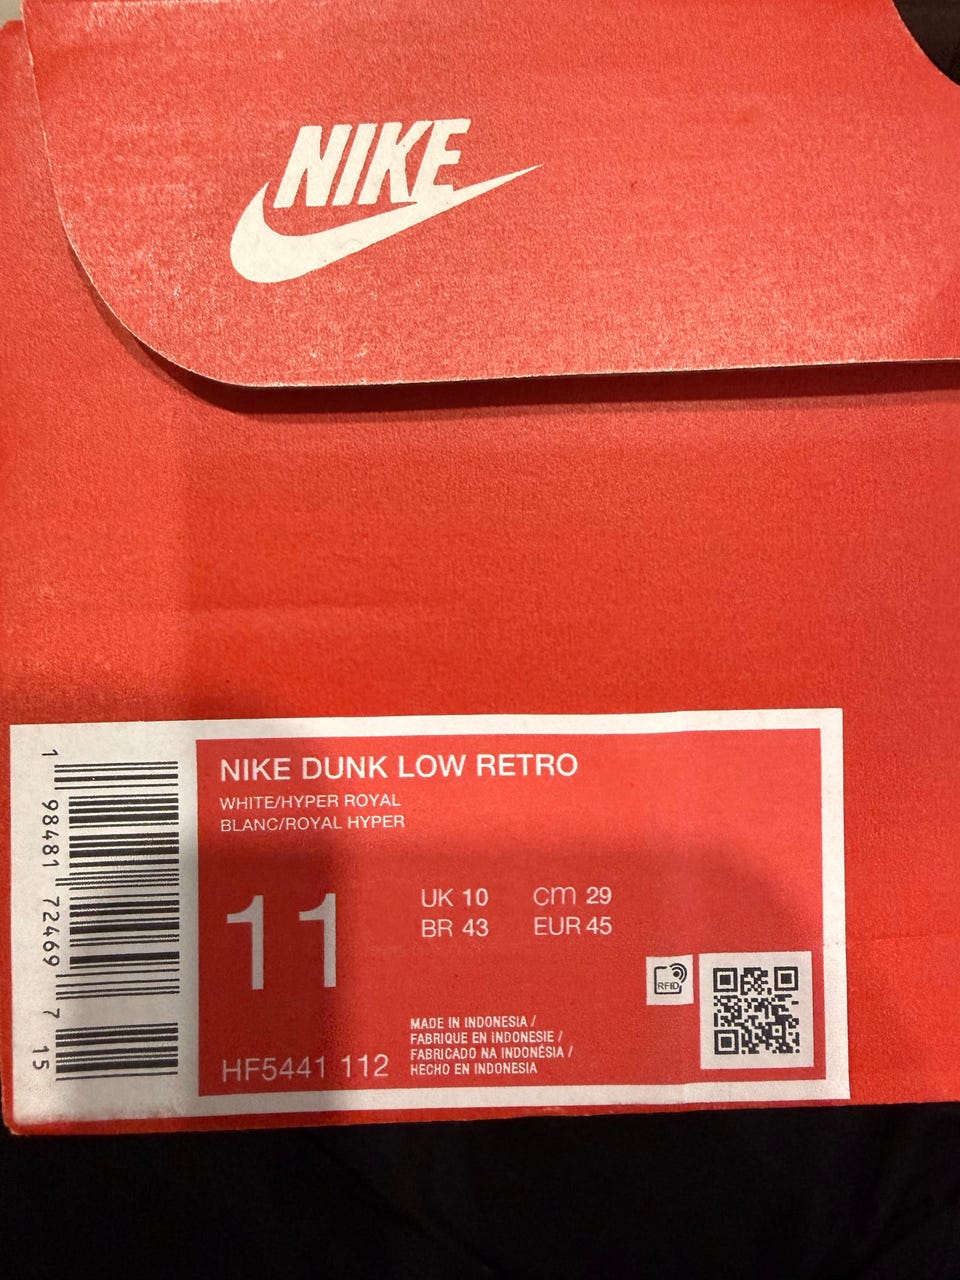 NIKE
NIKE DUNK LOW RETRO
WHITE/HYPER ROYAL
BLANC/ROYAL HYPER
11
UK 10 cm 29
BR 43 EUR 45
RFID
MADE IN INDONESIA /
FABRIQUE EN INDONESIE /
FABRICADO NA INDONÉSIA /
HECHO EN INDONESIA
HF5441 112
1 98481 72469 7 15